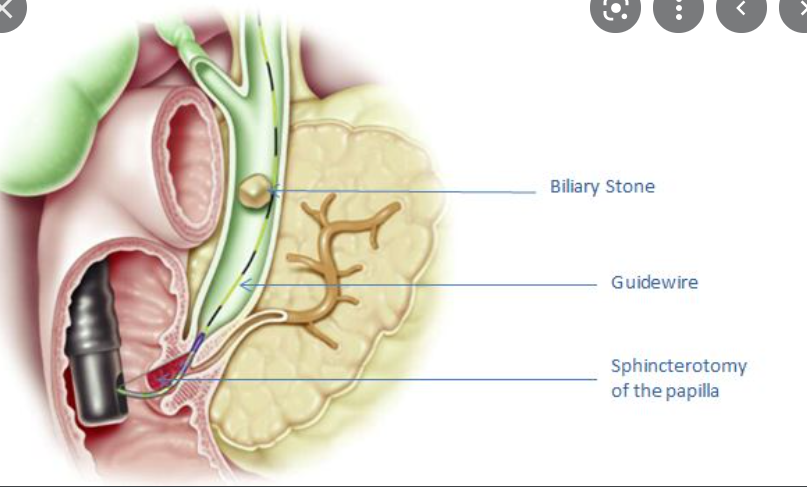 Biliary Stone
Guidewire
Sphincterotomy
of the papilla